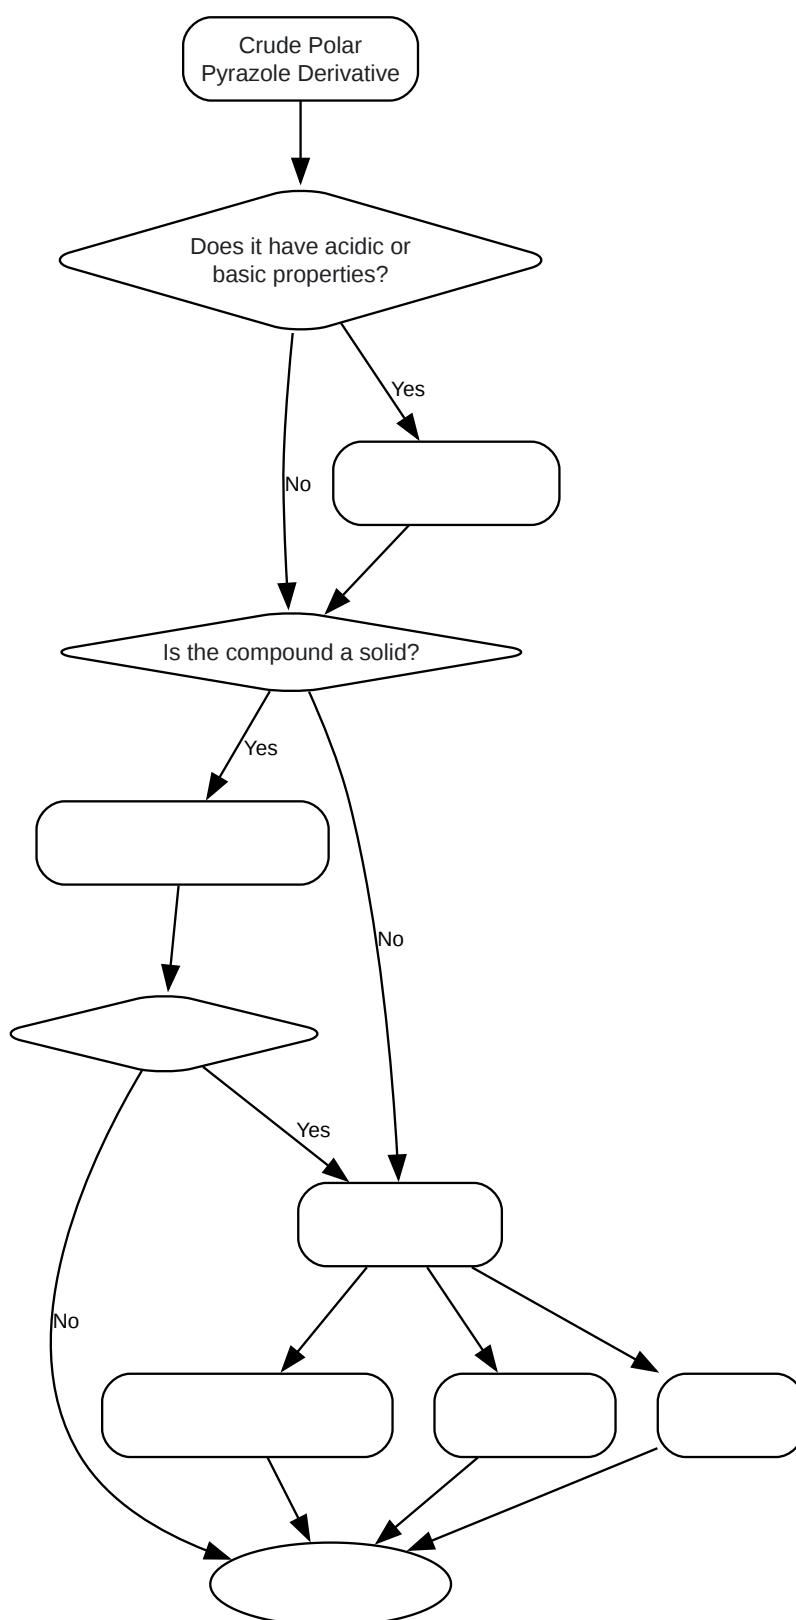 Crude Polar
Pyrazole Derivative
Does it have acidic or
basic properties?
Yes
No
Is the compound a solid?
Yes
No
Yes
No